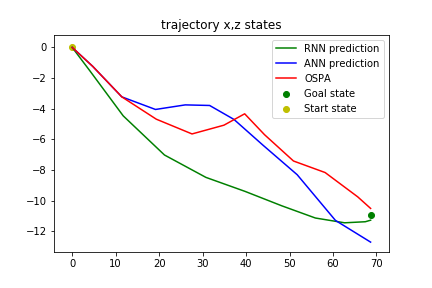 trajectory x,z states
RNN prediction
ANN prediction
OSPA
Goal state
Start state
0
−2
−4
−6
−8
−10
−12
0 10 20 30 40 50 60 70